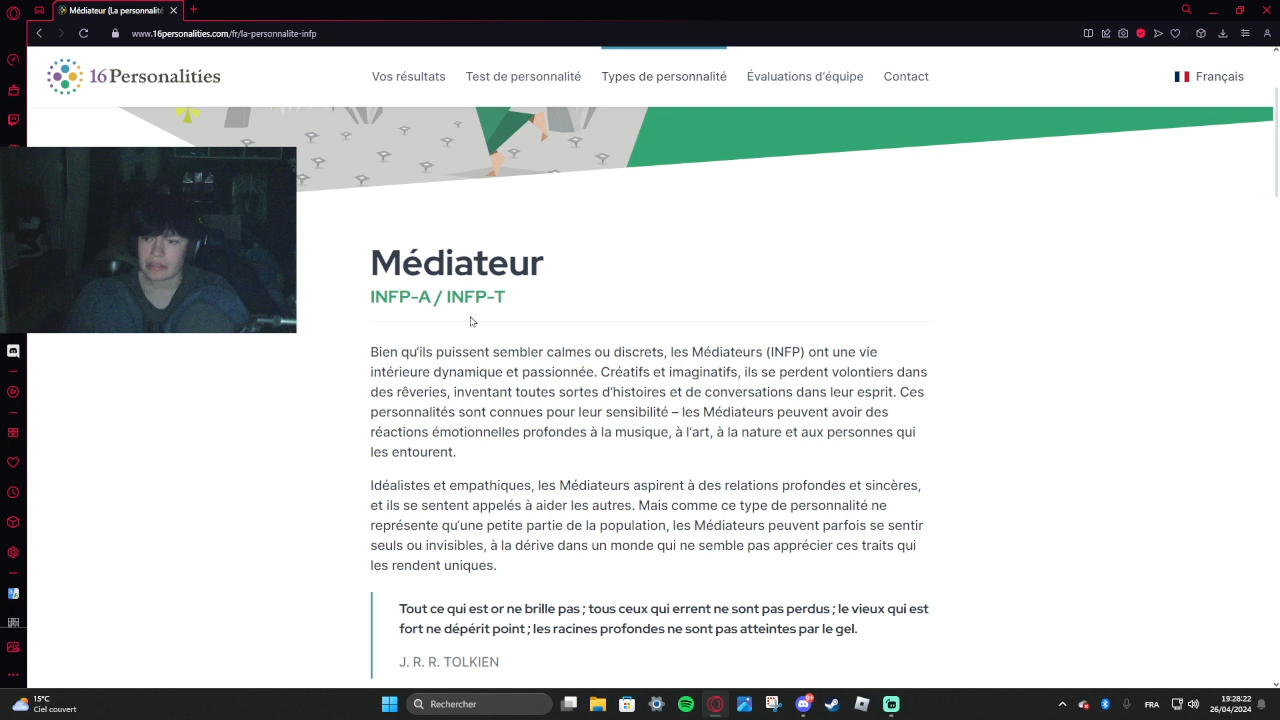 Médiateur (La personnalité
www.16personalities.com/fr/la-personnalite-infp
16Personalities
Vos résultats
Test de personnalité
Types de personnalité
Évaluations d'équipe
Contact
Français
Médiateur
INFP-A / INFP-T
Bien qu'ils puissent sembler calmes ou discrets, les Médiateurs (INFP) ont une vie
intérieure dynamique et passionnée. Créatifs et imaginatifs, ils se perdent volontiers dans
des rêveries, inventant toutes sortes d'histoires et de conversations dans leur esprit. Ces
personnalités sont connues pour leur sensibilité – les Médiateurs peuvent avoir des
réactions émotionnelles profondes à la musique, à l'art, à la nature et aux personnes qui
les entourent.
Idéalistes et empathiques, les Médiateurs aspirent à des relations profondes et sincères,
et ils se sentent appelés à aider les autres. Mais comme ce type de personnalité ne
représente qu'une petite partie de la population, les Médiateurs peuvent parfois se sentir
seuls ou invisibles, à la dérive dans un monde qui ne semble pas apprécier ces traits qui
les rendent uniques.
Tout ce qui est or ne brille pas ; tous ceux qui errent ne sont pas perdus ; le vieux qui est
fort ne dépérit point ; les racines profondes ne sont pas atteintes par le gel.
J. R. R. TOLKIEN
15°C
Ciel couvert
Rechercher
FRA
19:28:22
26/04/2024